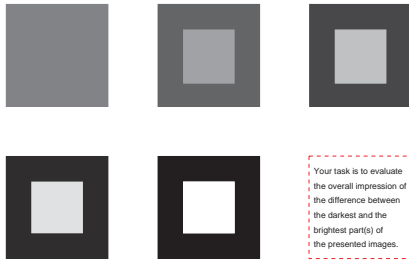 Your task is to evaluate
the overall impression of
the difference between
the darkest and the
brightest part(s) of
the presented images.